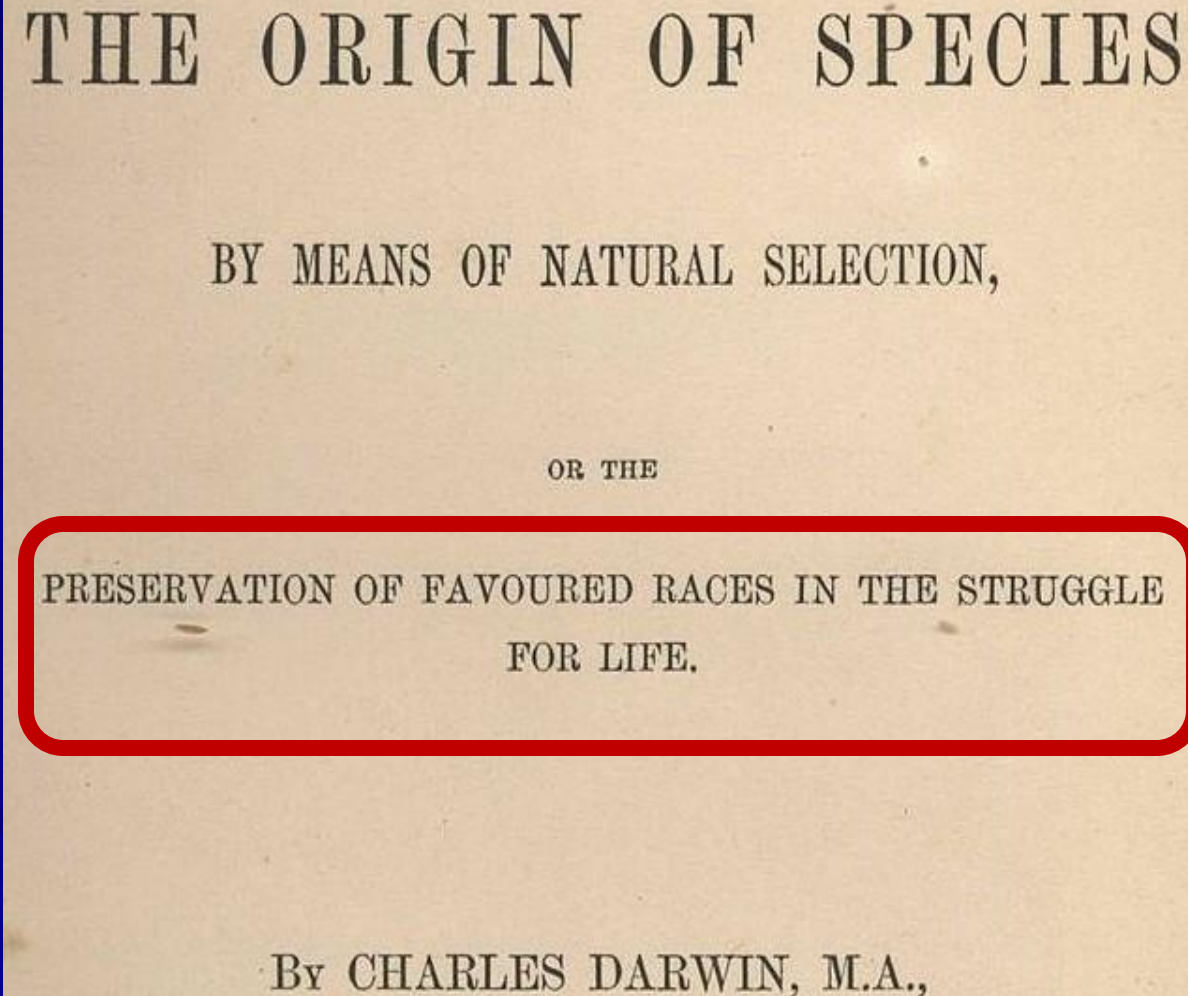 THE ORIGIN OF SPECIES
BY MEANS OF NATURAL SELECTION,
OR THE
PRESERVATION OF FAVOURED RACES IN THE STRUGGLE
FOR LIFE.
BY CHARLES DARWIN, M.A.,